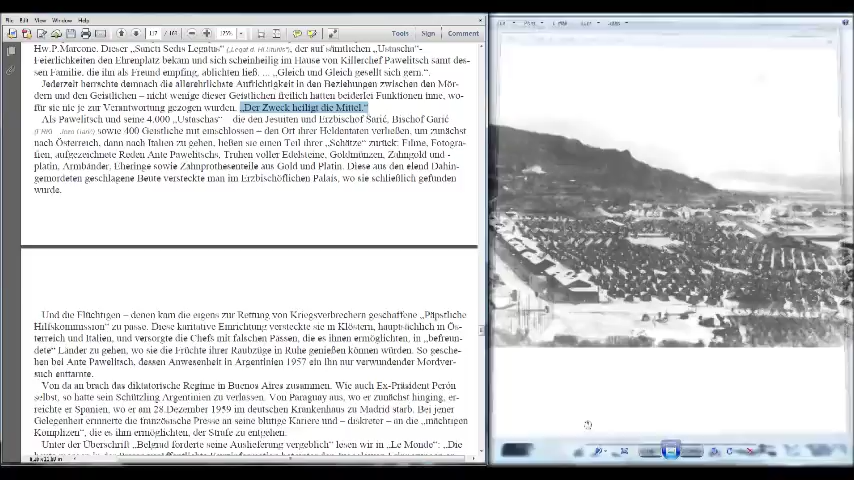 File Edit View Window Help
Tools Sign Comment
Hw.P.Marcone. Dieser „Sancti Sedis Legatus“ der auf sämtlichen „Ustascha“-
Feierlichkeiten den Ehrenplatz bekam und sich scheinheilig im Hause von Killerchef Pawelitsch samt des-
sen Familie, die ihn als Freund empfing, ablichten ließ. ... „Gleich und Gleich gesellt sich gern.“.
Jederzeit herrschte demnach die allerehrlichste Aufrichtigkeit in den Beziehungen zwischen den Mör-
dern und den Geistlichen – nicht wenige dieser Geistlichen freilich hatten beiderlei Funktionen inne, wo-
für sie nie je zur Verantwortung gezogen wurden. „Der Zweck heiligt die Mittel.“
Als Pawelitsch und seine 4.000 „Ustaschas“ – die den Jesuiten und Erzbischof Sarić, Bischof Garić
sowie 400 Geistliche mit einschlossen – den Ort ihrer Heldentaten verließen, um zunächst
nach Österreich, dann nach Italien zu gehen, ließen sie einen Teil ihrer „Schätze“ zurück: Filme, Fotogra-
fien, aufgezeichnete Reden Ante Pawelitschs, Truhen voller Edelsteine, Goldmünzen, Zahngold und -
platin, Armbänder, Eheringe sowie Zahnprothesenteile aus Gold und Platin. Diese aus den elend Dahin-
gemordeten geschlagene Beute versteckte man im Erzbischöflichen Palais, wo sie schließlich gefunden
wurde.
Und die Flüchtigen – denen kam die eigens zur Rettung von Kriegsverbrechern geschaffene „Päpstliche
Hilfskommission“ zu passe. Diese karitative Einrichtung versteckte sie in Klöstern, hauptsächlich in Ös-
terreich und Italien, und versorgte die Chefs mit falschen Passen, die es ihnen ermöglichten, in „befreun-
dete“ Länder zu gehen, wo sie die Früchte ihrer Raubzüge in Ruhe genießen können würden. So gesche-
hen bei Ante Pawelitsch, dessen Anwesenheit in Argentinien 1957 ein ihn nur verwundender Mordver-
such enttarnte.
Von da an brach das diktatorische Regime in Buenos Aires zusammen. Wie auch Ex-Präsident Perón
selbst, so hatte sein Schützling Argentinien zu verlassen. Von Paraguay aus, wo er zunächst hinging, er-
reichte er Spanien, wo er am 28.Dezember 1959 im deutschen Krankenhaus zu Madrid starb. Bei jener
Gelegenheit erinnerte die französische Presse an seine blutige Karriere und – diskreter – an die „mächtigen
Komplizen“, die es ihm ermöglichten, der Strafe zu entgehen.
Unter der Überschrift „Belgrad forderte seine Auslieferung vergeblich“ lesen wir in „Le Monde“: „Die